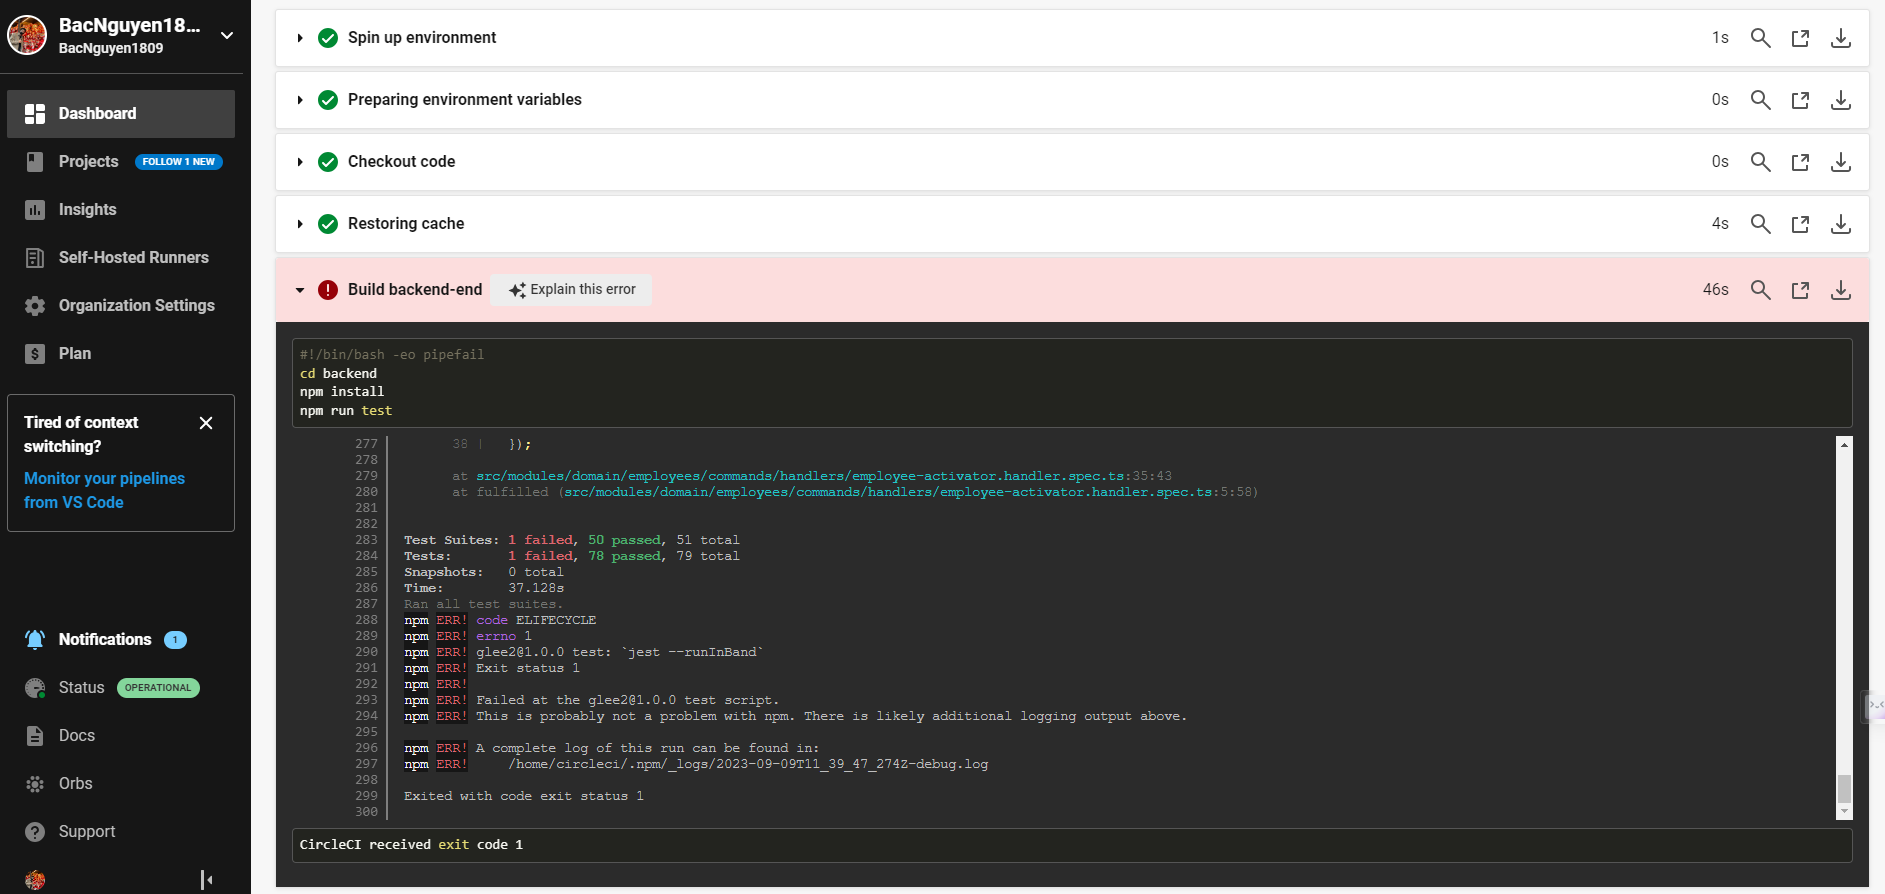 BacNguyen18...
BacNguyen1809
Dashboard
Projects FOLLOW 1 NEW
Insights
Self-Hosted Runners
Organization Settings
Plan
Tired of context
switching?
Monitor your pipelines
from VS Code
Notifications 1
Status OPERATIONAL
Docs
Orbs
Support
Spin up environment 1s
Preparing environment variables 0s
Checkout code 0s
Restoring cache 4s
Build backend-end Explain this error 46s
#!/bin/bash -eo pipefail
cd backend
npm install
npm run test
277 38 | });
278
279 at src/modules/domain/employees/commands/handlers/employee-activator.handler.spec.ts:35:43
280 at fulfilled (src/modules/domain/employees/commands/handlers/employee-activator.handler.spec.ts:5:58)
281
282
283 Test Suites: 1 failed, 50 passed, 51 total
284 Tests: 1 failed, 78 passed, 79 total
285 Snapshots: 0 total
286 Time: 37.128s
287 Ran all test suites.
288 npm ERR! code ELIFECYCLE
289 npm ERR! errno 1
290 npm ERR! glee2@1.0.0 test: `jest --runInBand`
291 npm ERR! Exit status 1
292 npm ERR!
293 npm ERR! Failed at the glee2@1.0.0 test script.
294 npm ERR! This is probably not a problem with npm. There is likely additional logging output above.
295
296 npm ERR! A complete log of this run can be found in:
297 npm ERR! /home/circleci/.npm/_logs/2023-09-09T11_39_47_274Z-debug.log
298
299 Exited with code exit status 1
300
CircleCI received exit code 1